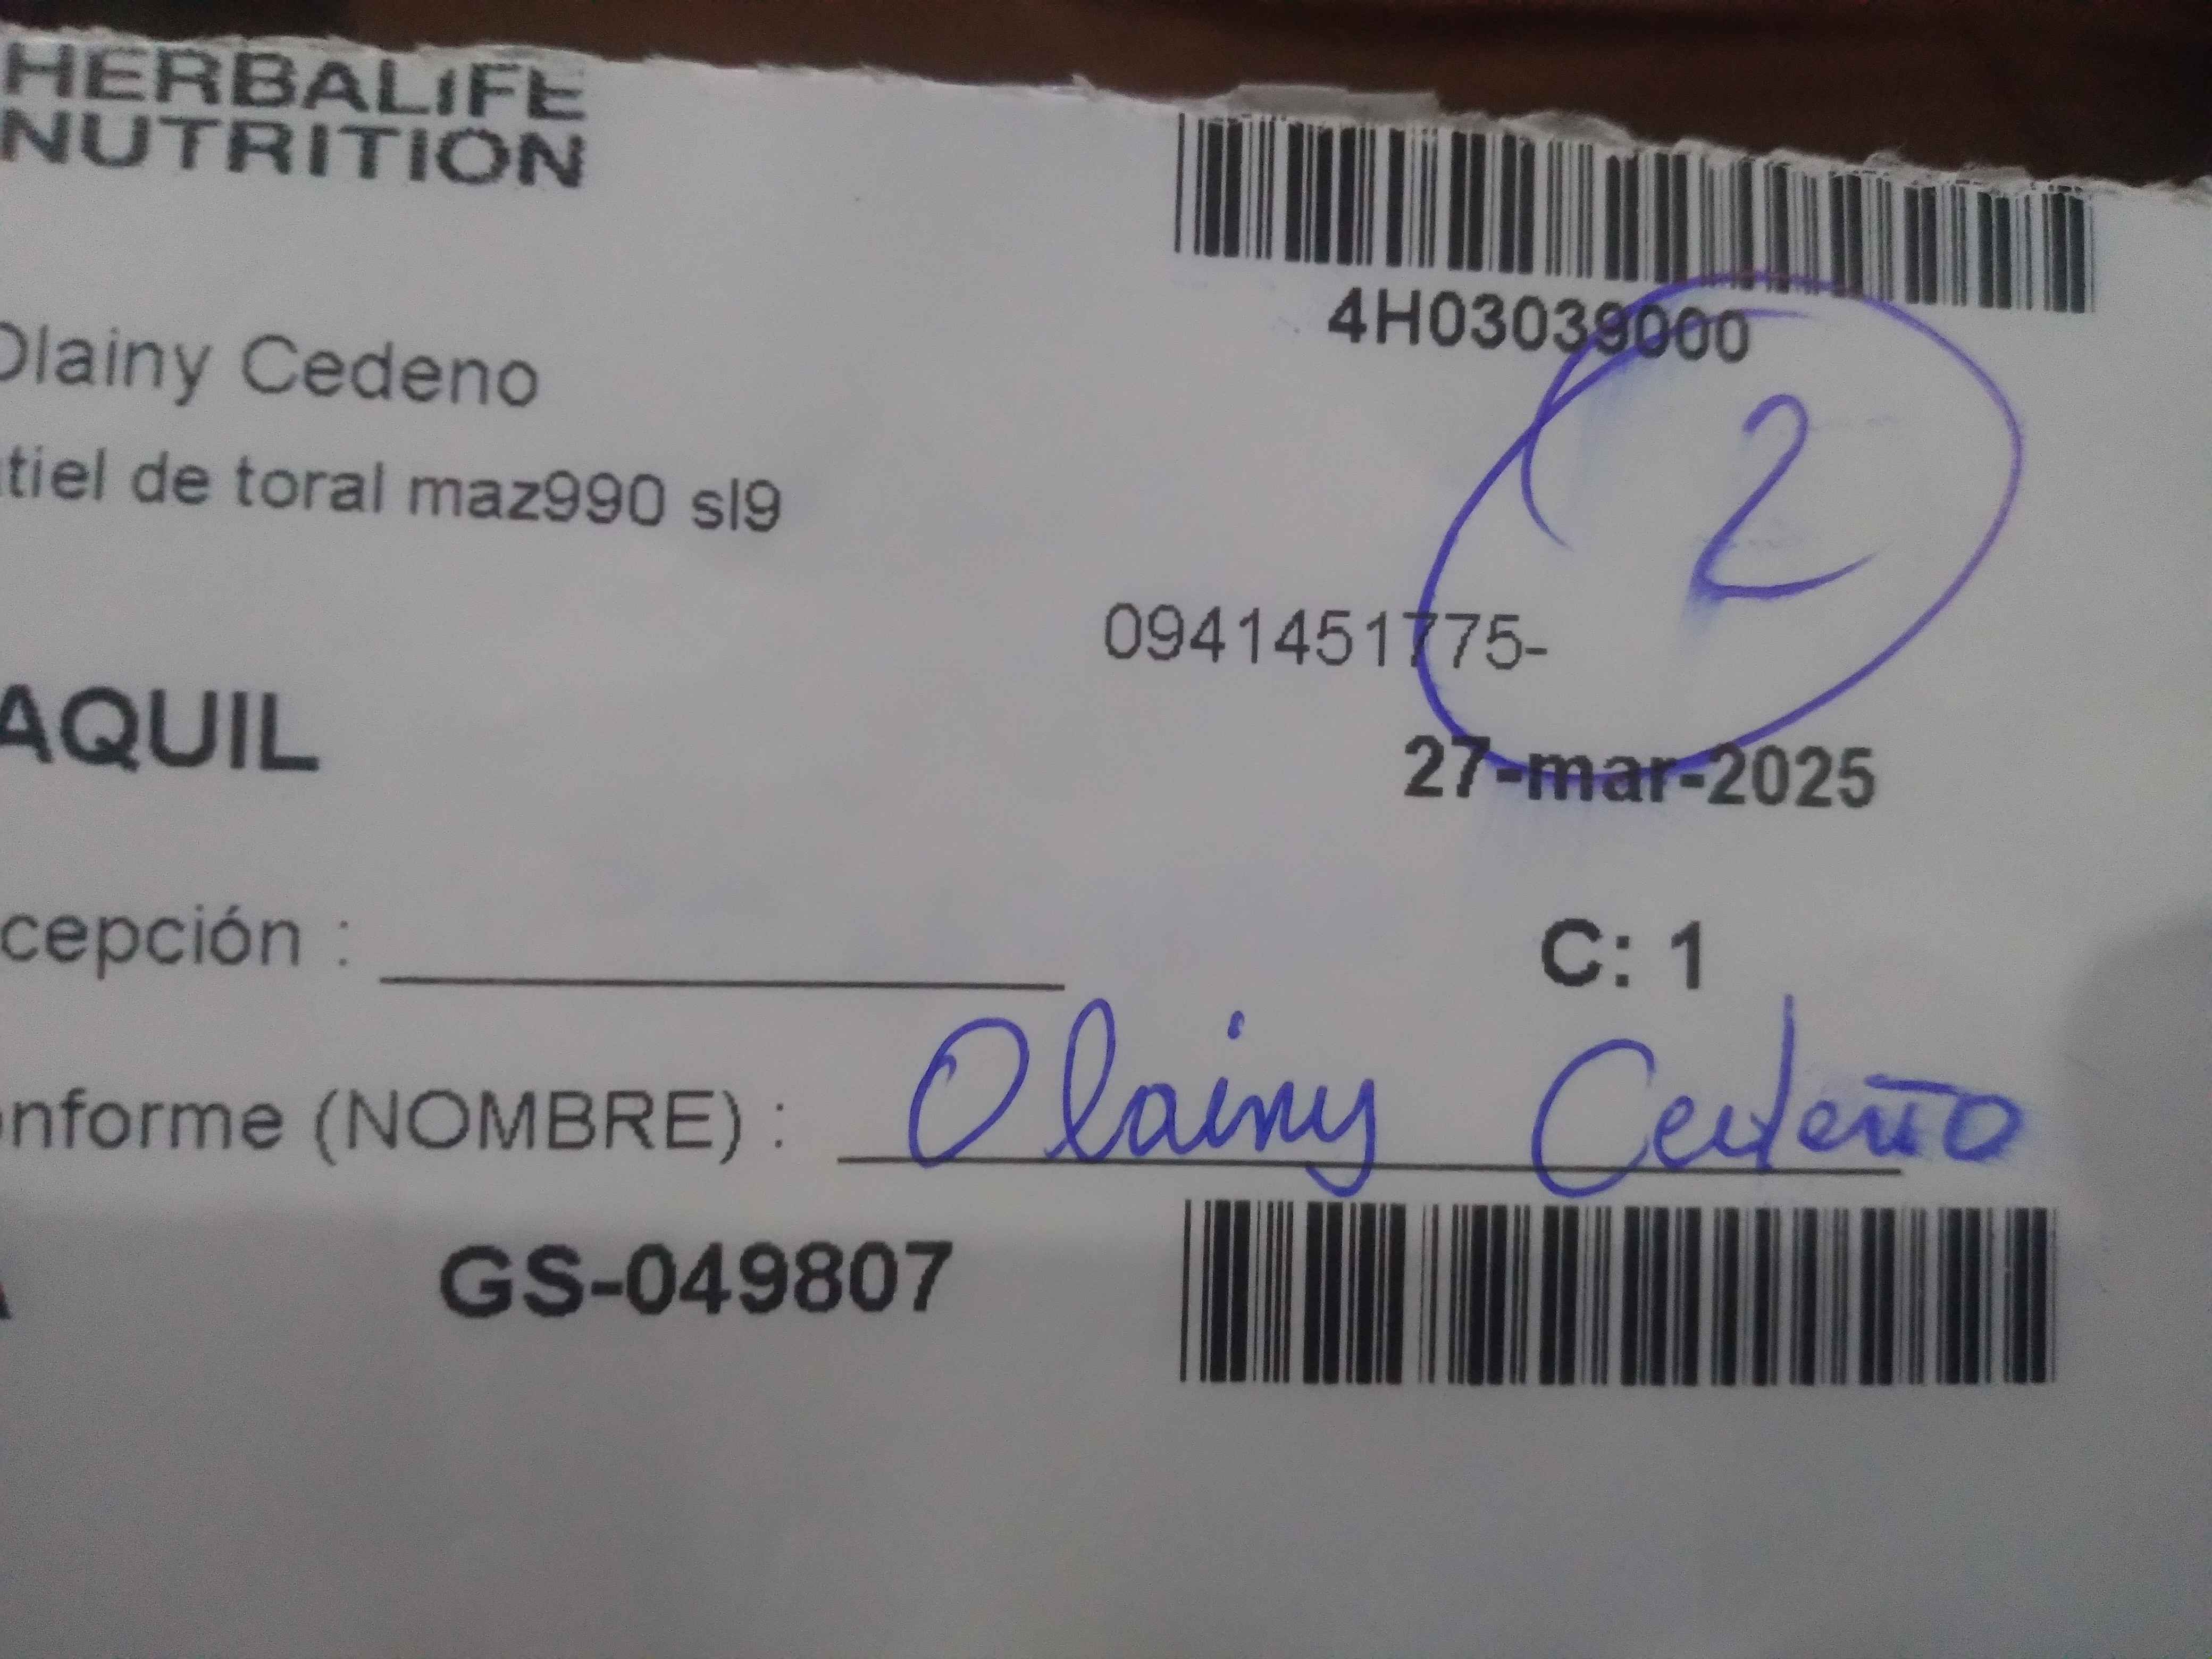 HERBALIFE
NUTRITION
4H03039000
Olainy Cedeno
tiel de toral maz990 sl9
2
0941451775-
AQUIL
27-mar-2025
cepción :
C: 1
nforme (NOMBRE) : Olainy Cedeño
GS-049807